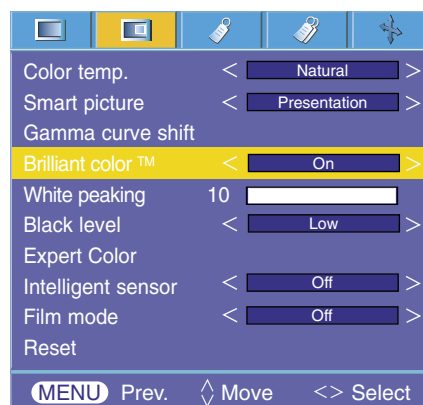 Color temp. < Natural >
Smart picture < Presentation >
Gamma curve shift
Brilliant color ™ < On >
White peaking 10
Black level < Low >
Expert Color
Intelligent sensor < Off >
Film mode < Off >
Reset
MENU Prev. Move <> Select